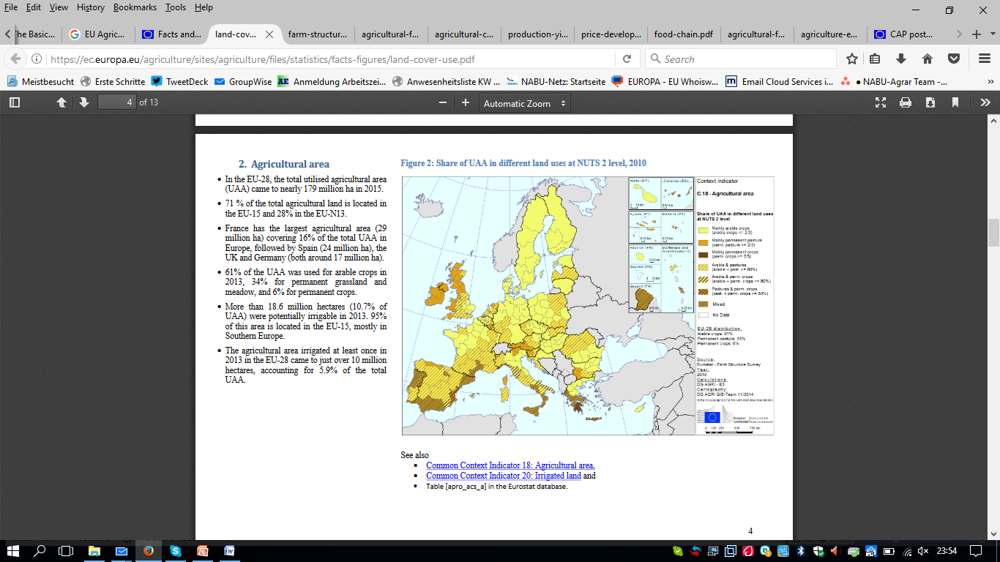 File Edit View History Bookmarks Tools Help
The Basic... EU Agric... Facts and... land-cov... farm-structur... agricultural-f... agricultural-c... production-yi... price-develop... food-chain.pdf agricultural-f... agriculture-e... CAP post...
https://ec.europa.eu/agriculture/sites/agriculture/files/statistics/facts-figures/land-cover-use.pdf Search
Meistbesucht Erste Schritte TweetDeck GroupWise Anmeldung Arbeitszei... Anwesenheitsliste KW ... NABU-Netz: Startseite EUROPA - EU Whoisw... Email Cloud Services i... • NABU-Agrar Team -...
4 of 13 Automatic Zoom
2. Agricultural area
• In the EU-28, the total utilised agricultural area
(UAA) came to nearly 179 million ha in 2015.
• 71 % of the total agricultural land is located in
the EU-15 and 28% in the EU-N13.
• France has the largest agricultural area (29
million ha) covering 16% of the total UAA in
Europe, followed by Spain (24 million ha), the
UK and Germany (both around 17 million ha).
• 61% of the UAA was used for arable crops in
2013, 34% for permanent grassland and
meadow, and 6% for permanent crops.
• More than 18.6 million hectares (10.7% of
UAA) were potentially irrigable in 2013. 95%
of this area is located in the EU-15, mostly in
Southern Europe.
• The agricultural area irrigated at least once in
2013 in the EU-28 came to just over 10 million
hectares, accounting for 5.9% of the total
UAA.
Figure 2: Share of UAA in different land uses at NUTS 2 level, 2010
Malta (MT)
Canarias (ES)
Açores (PT)
Madeira (PT)
Réunion (FR)
Martinique and
Guadeloupe (FR)
Mayotte (FR)
Guyane (FR)
Context indicator
C.18 - Agricultural area
Share of UAA in different land uses
at NUTS 2 level
Mainly arable crops
(arable crops >= 2/3)
Mainly permanent pasture
(perm. pasture >= 2/3)
Mainly permanent crops
(perm. crops >= 2/3)
Arable & pastures
(arable + past. >= 80%)
Arable & perm. crops
(arable + perm. crops >= 80%)
Pastures & perm. crops
(past. + perm. crops >= 80%)
Mixed
No Data
EU-28 distribution:
Arable crops: 61%
Permanent pasture: 33%
Permanent crops: 6%
Source:
Eurostat - Farm Structure Survey
Year:
2010
Calculations:
DG AGRI - E3
Cartography:
DG AGRI GIS-Team 11/2014
© EuroGeographics for the administrative boundaries
European
Commission
Agriculture and
Rural Development
0 125 250 500 750 km
See also
• Common Context Indicator 18: Agricultural area,
• Common Context Indicator 20: Irrigated land and
• Table [apro_acs_a] in the Eurostat database.
4
23:54